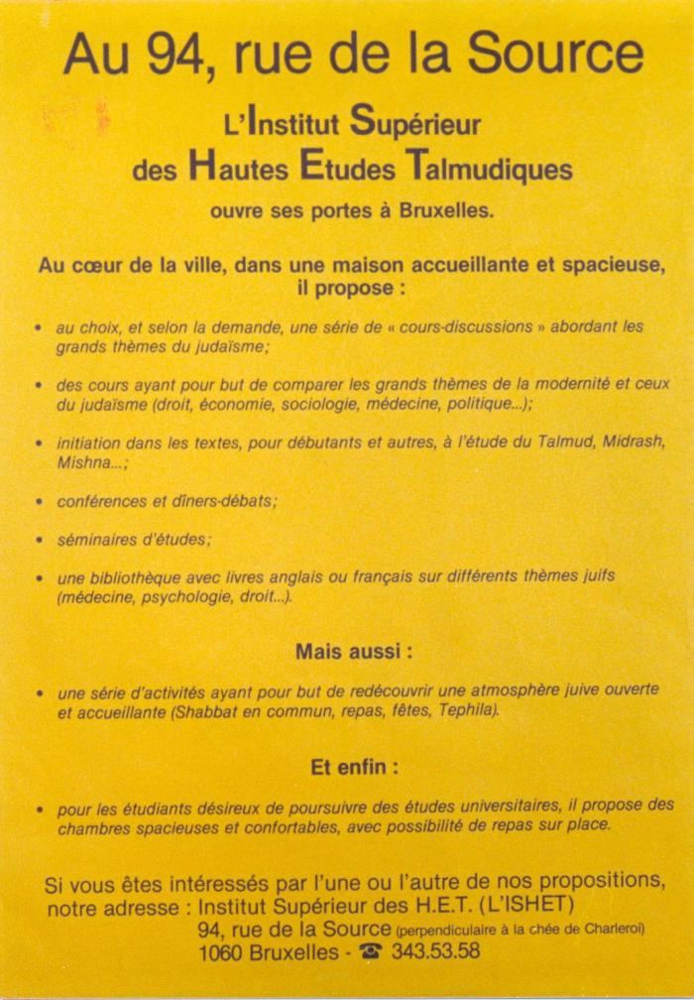 Au 94, rue de la Source
L'Institut Supérieur
des Hautes Etudes Talmudiques
ouvre ses portes à Bruxelles.
Au cœur de la ville, dans une maison accueillante et spacieuse,
il propose :
• au choix, et selon la demande, une série de « cours-discussions » abordant les
grands thèmes du judaïsme;
• des cours ayant pour but de comparer les grands thèmes de la modernité et ceux
du judaïsme (droit, économie, sociologie, médecine, politique...);
• initiation dans les textes, pour débutants et autres, à l'étude du Talmud, Midrash,
Mishna...;
• conférences et dîners-débats;
• séminaires d'études;
• une bibliothèque avec livres anglais ou français sur différents thèmes juifs
(médecine, psychologie, droit...).
Mais aussi :
• une série d'activités ayant pour but de redécouvrir une atmosphère juive ouverte
et accueillante (Shabbat en commun, repas, fêtes, Tephila).
Et enfin :
• pour les étudiants désireux de poursuivre des études universitaires, il propose des
chambres spacieuses et confortables, avec possibilité de repas sur place.
Si vous êtes intéressés par l'une ou l'autre de nos propositions,
notre adresse : Institut Supérieur des H.E.T. (L'ISHET)
94, rue de la Source (perpendiculaire à la chée de Charleroi)
1060 Bruxelles - ☎ 343.53.58